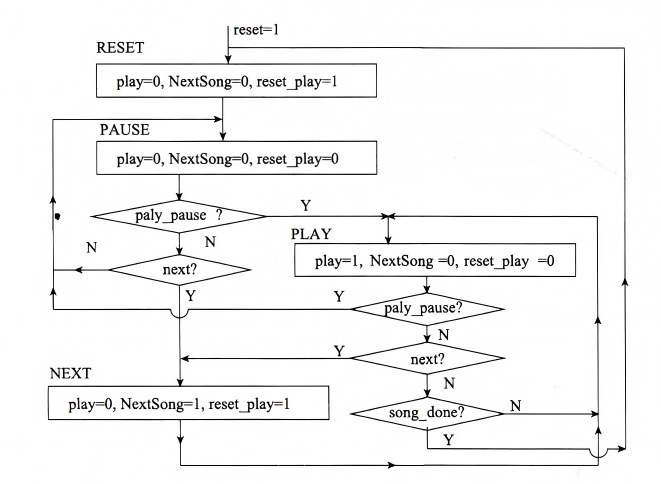 reset=1
RESET
play=0, NextSong=0, reset_play=1
PAUSE
play=0, NextSong=0, reset_play=0
paly_pause ?
Y
N
PLAY
N
next?
play=1, NextSong =0, reset_play =0
Y
Y
paly_pause?
N
Y
next?
NEXT
N
play=0, NextSong=1, reset_play=1
song_done?
N
Y